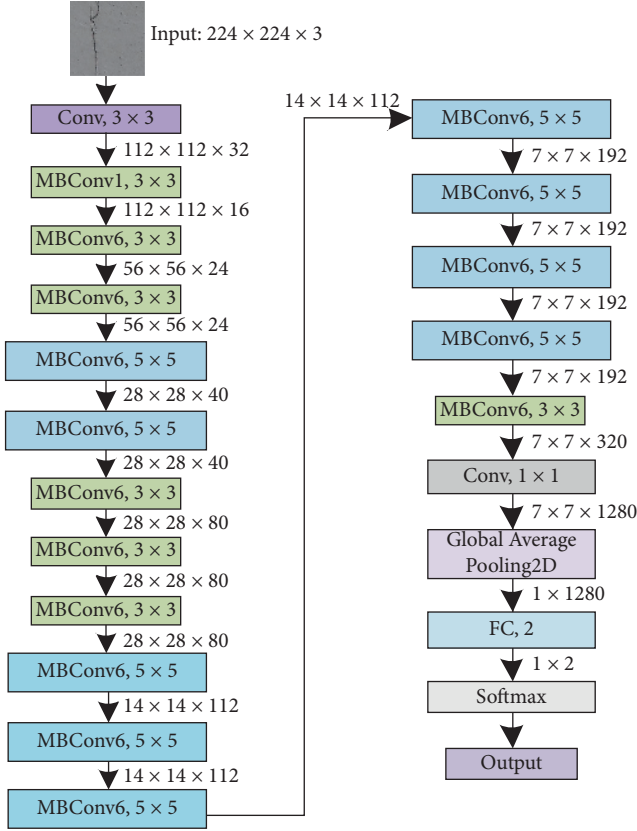 Input: 224 × 224 × 3
Conv, 3 × 3
112 × 112 × 32
MBConv1, 3 × 3
112 × 112 × 16
MBConv6, 3 × 3
56 × 56 × 24
MBConv6, 3 × 3
56 × 56 × 24
MBConv6, 5 × 5
28 × 28 × 40
MBConv6, 5 × 5
28 × 28 × 40
MBConv6, 3 × 3
28 × 28 × 80
MBConv6, 3 × 3
28 × 28 × 80
MBConv6, 3 × 3
28 × 28 × 80
MBConv6, 5 × 5
14 × 14 × 112
MBConv6, 5 × 5
14 × 14 × 112
MBConv6, 5 × 5
14 × 14 × 112
MBConv6, 5 × 5
7 × 7 × 192
MBConv6, 5 × 5
7 × 7 × 192
MBConv6, 5 × 5
7 × 7 × 192
MBConv6, 5 × 5
7 × 7 × 192
MBConv6, 3 × 3
7 × 7 × 320
Conv, 1 × 1
7 × 7 × 1280
Global Average
Pooling2D
1 × 1280
FC, 2
1 × 2
Softmax
Output